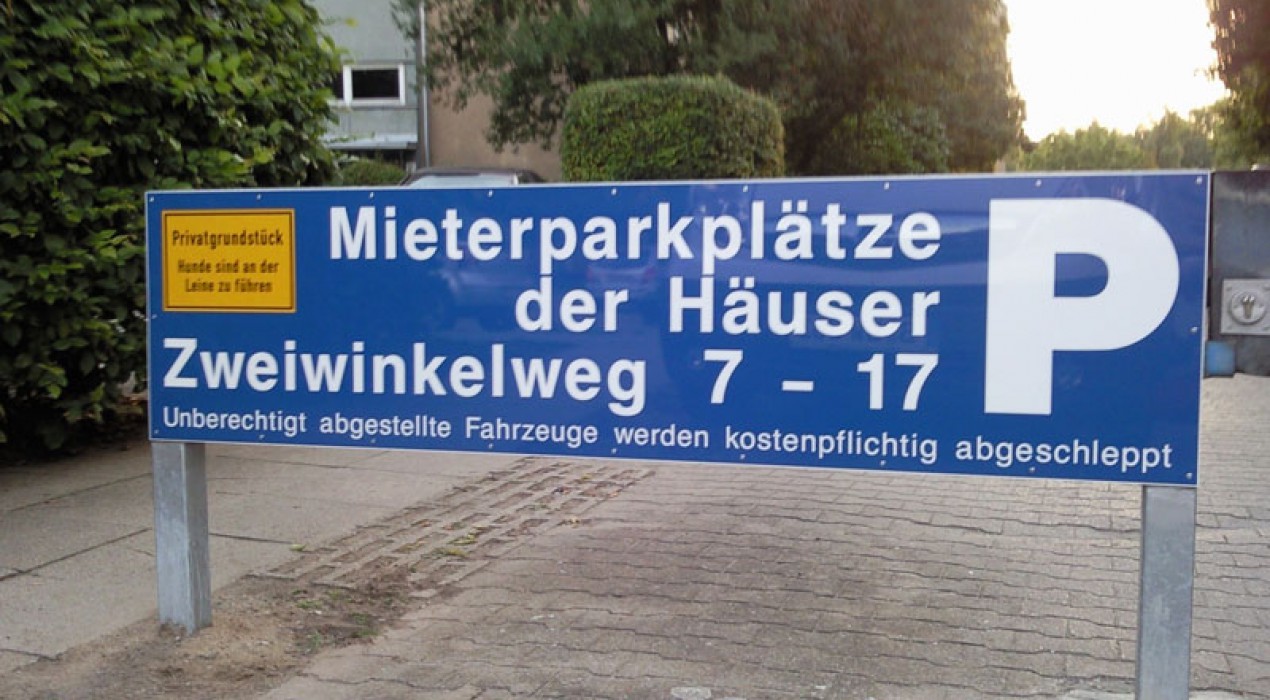 Privatgrundstück
Hunde sind an der
Leine zu führen
Mieterparkplätze
der Häuser
Zweiwinkelweg 7 - 17
P
Unberechtigt abgestellte Fahrzeuge werden kostenpflichtig abgeschleppt